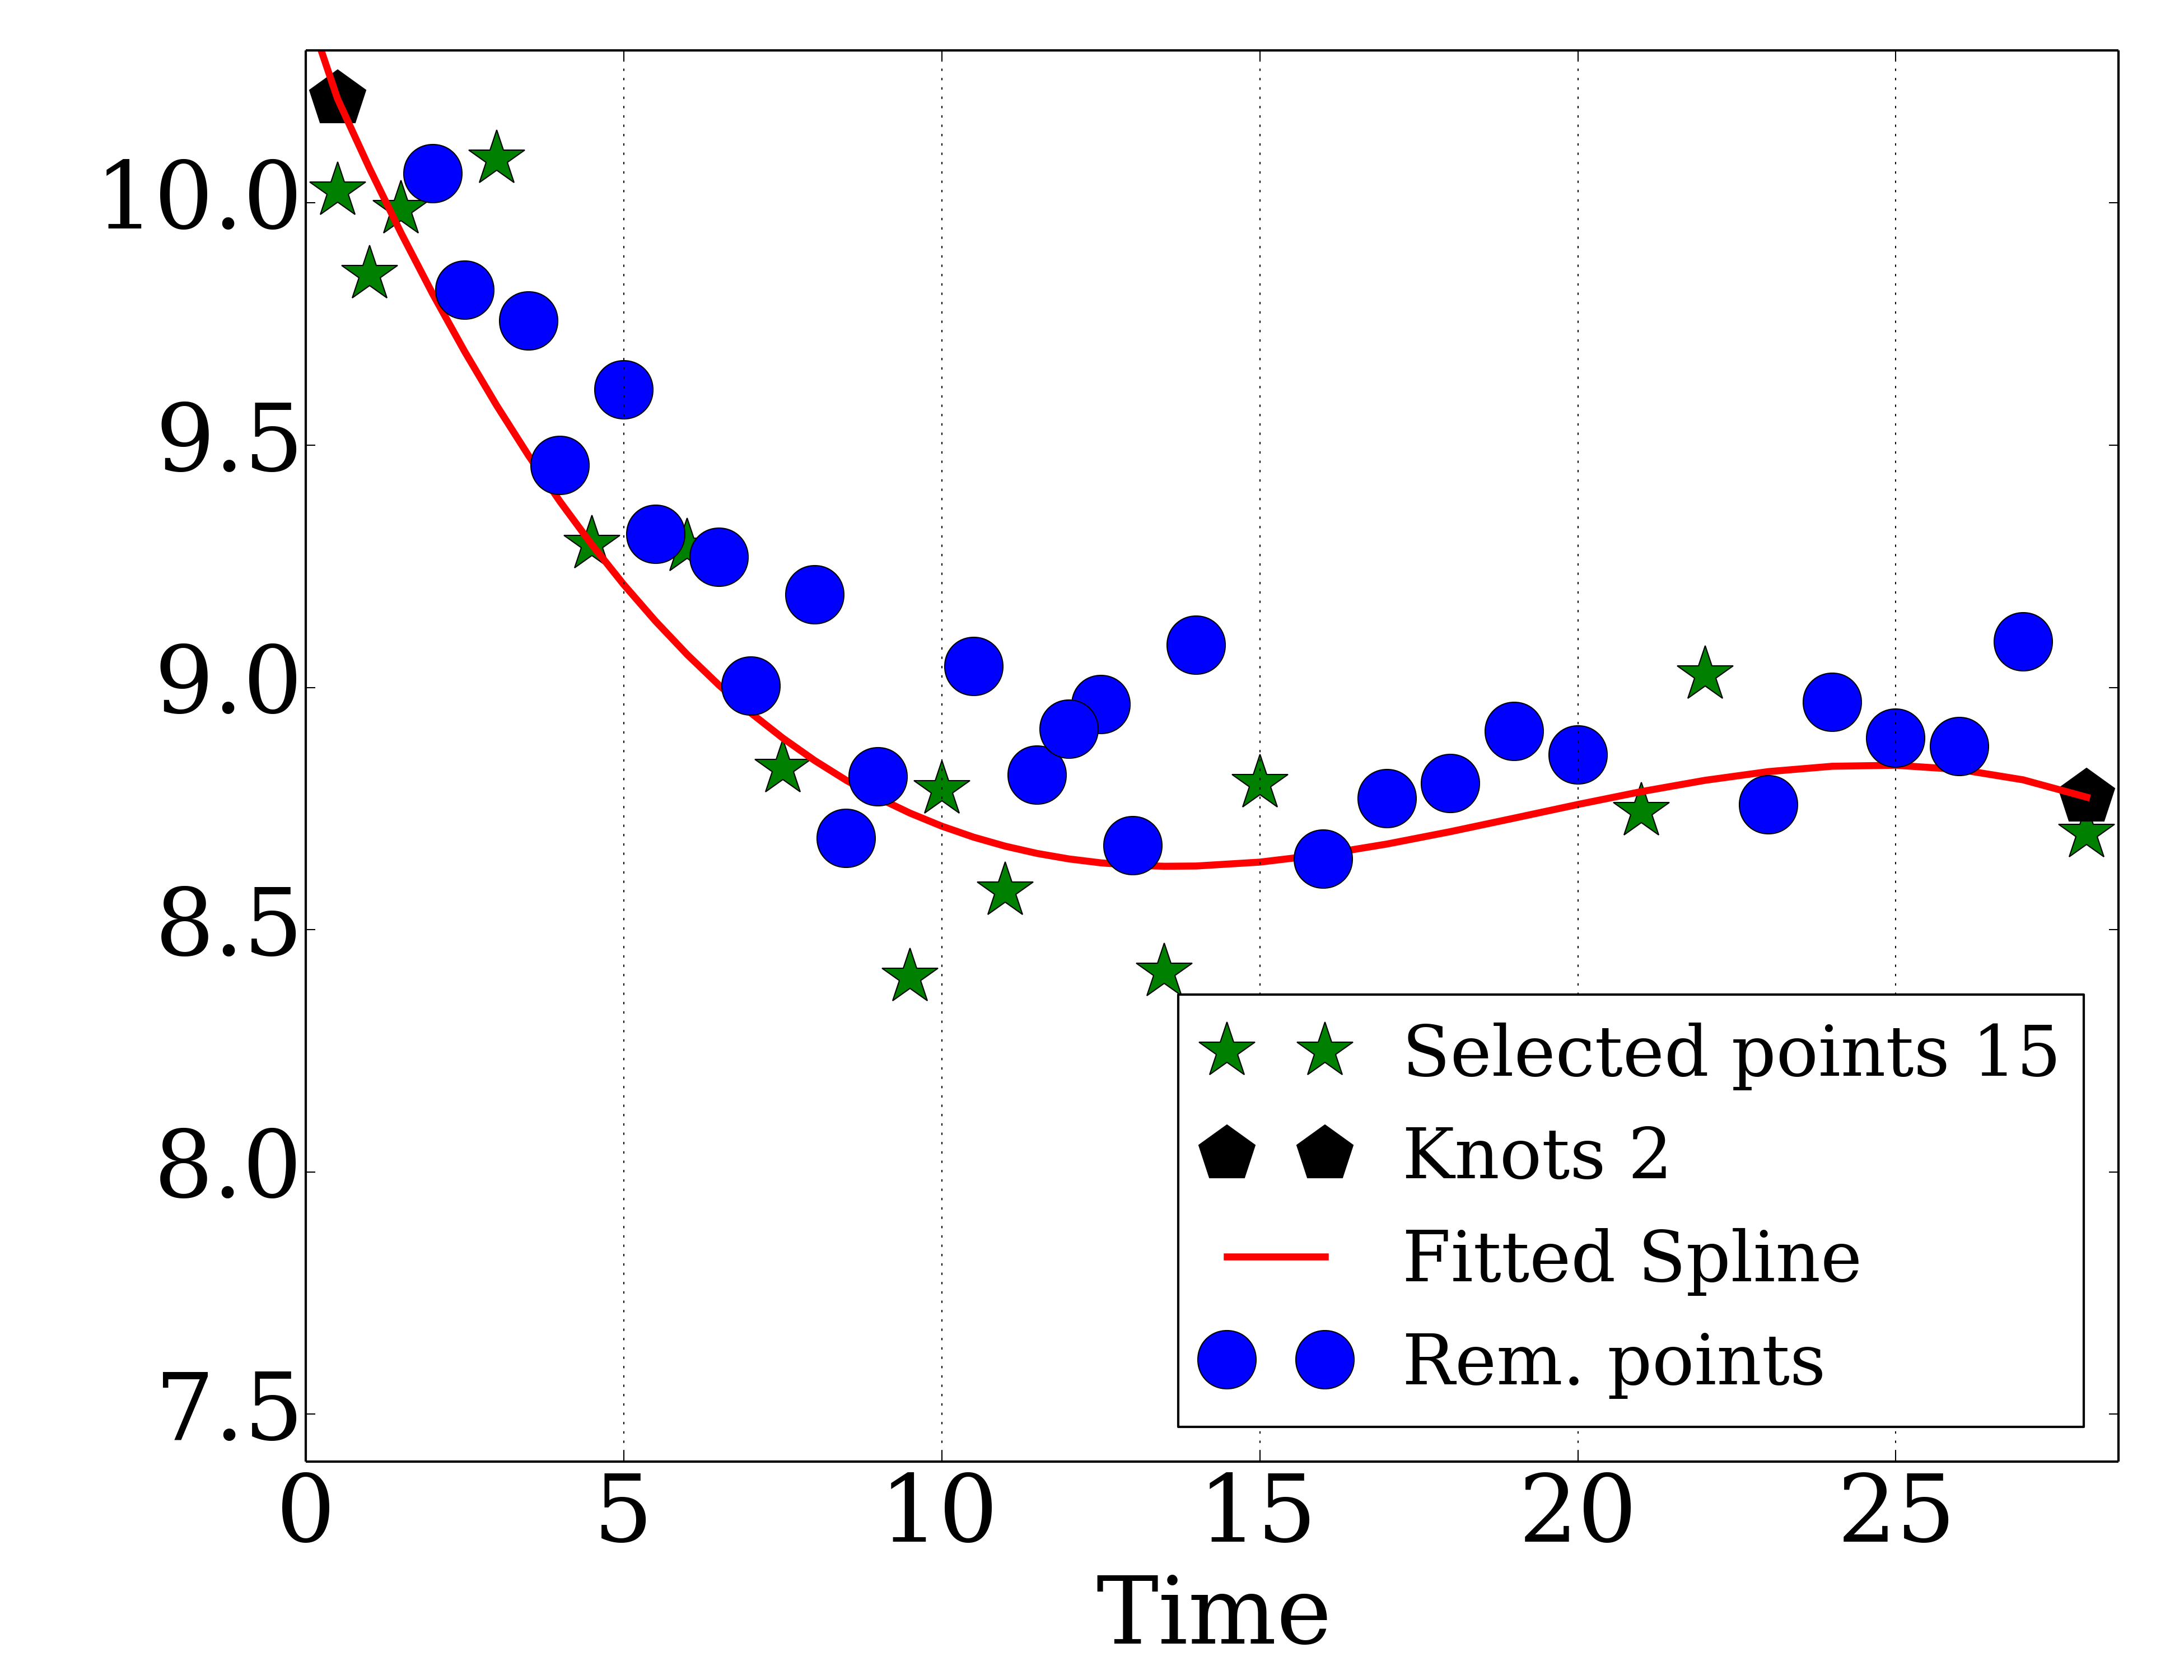 10.0
9.5
9.0
8.5
8.0
7.5
Selected points 15
Knots 2
Fitted Spline
Rem. points
0 5 10 15 20 25
Time